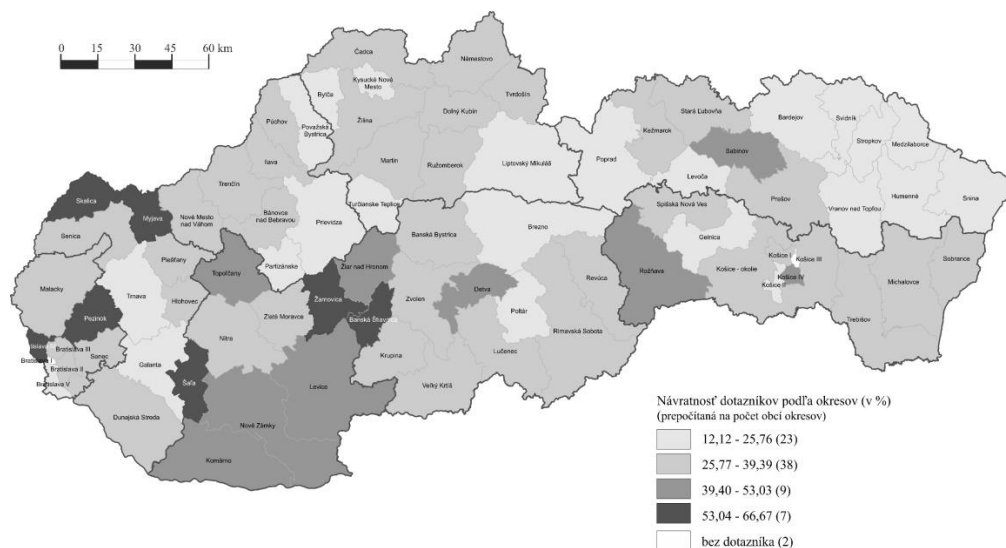 0 15 30 45 60 km
Čadca
Námestovo
Kysucké Nové
Mesto
Bytča
Tvrdošín
Dolný Kubín
Stará Ľubovňa
Svidník
Bardejov
Púchov
Považská
Bystrica
Žilina
Kežmarok
Stropkov
Medzilaborce
Sabinov
Ilava
Martin
Ružomberok
Liptovský Mikuláš
Poprad
Levoča
Trenčín
Humenné
Snina
Skalica
Myjava
Turčianske Teplice
Prešov
Vranov nad Topľou
Nové Mesto
nad Váhom
Bánovce
nad Bebravou
Prievidza
Spišská Nová Ves
Senica
Banská Bystrica
Brezno
Gelnica
Piešťany
Partizánske
Košice I
Košice III
Sobrance
Topoľčany
Žiar nad Hronom
Rožňava
Košice - okolie
Košice IV
Košice II
Michalovce
Malacky
Trnava
Hlohovec
Žarnovica
Zvolen
Detva
Revúca
Poltár
Zlaté Moravce
Pezinok
Banská Štiavnica
Trebišov
Rimavská Sobota
Nitra
Bratislava III
Senec
Bratislava I
Bratislava II
Galanta
Krupina
Lučenec
Bratislava V
Šaľa
Levice
Veľký Krtíš
Dunajská Streda
Nové Zámky
Komárno
Návratnosť dotazníkov podľa okresov (v %)
(prepočítaná na počet obcí okresov)
12,12 - 25,76 (23)
25,77 - 39,39 (38)
39,40 - 53,03 (9)
53,04 - 66,67 (7)
bez dotazníka (2)